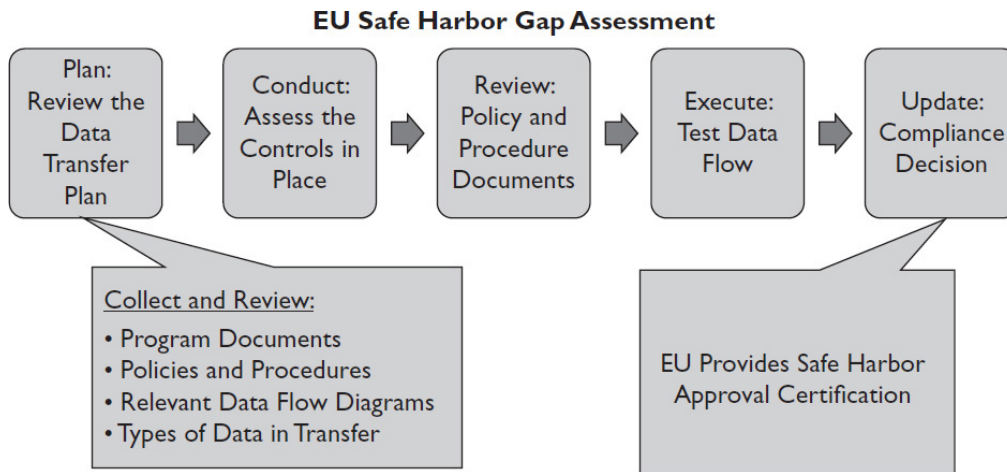 EU Safe Harbor Gap Assessment
Plan:
Review the
Data
Transfer
Plan
Conduct:
Assess the
Controls in
Place
Review:
Policy and
Procedure
Documents
Execute:
Test Data
Flow
Update:
Compliance
Decision
Collect and Review:
• Program Documents
• Policies and Procedures
• Relevant Data Flow Diagrams
• Types of Data in Transfer
EU Provides Safe Harbor
Approval Certification